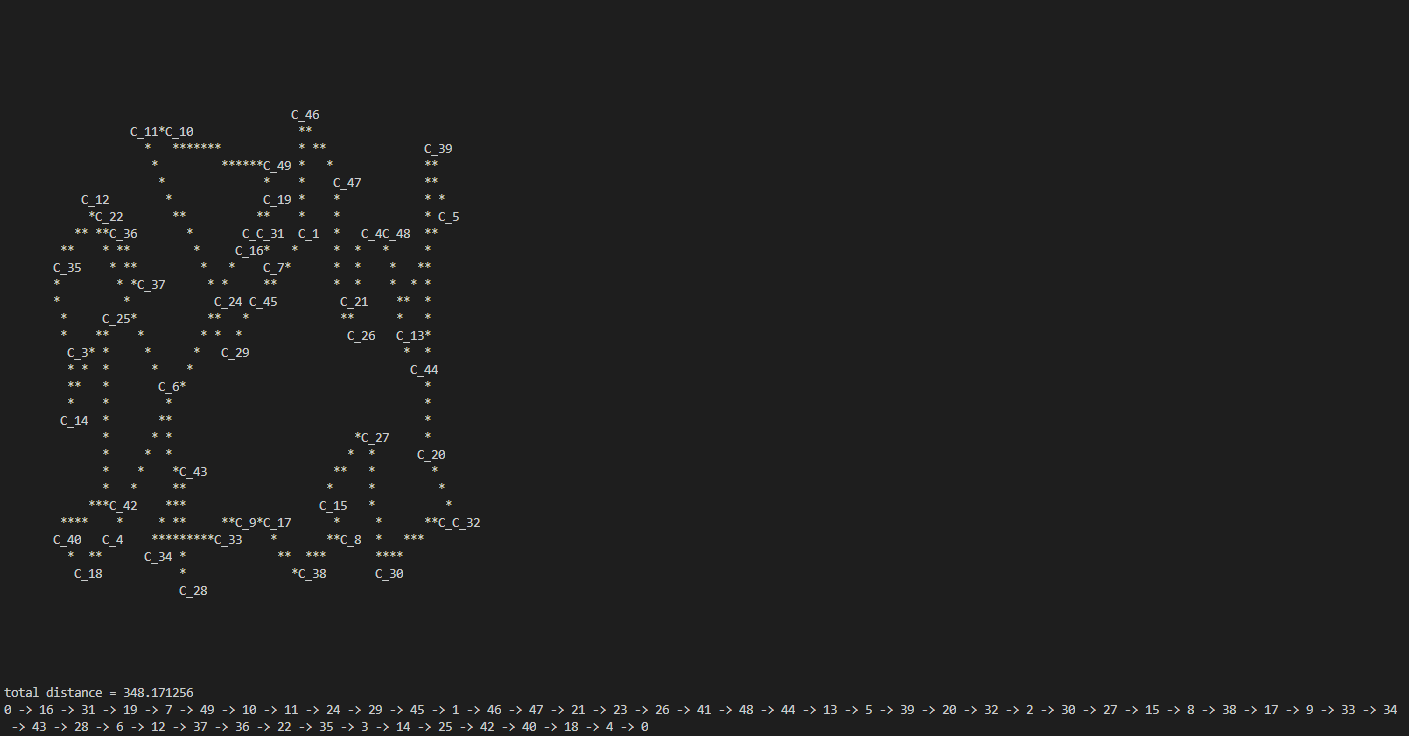 C_46
C_11*C_10 **
* ******* * ** C_39
* ******C_49 * * **
* * * C_47 **
C_12 * C_19 * * * *
*C_22 ** ** * * * C_5
** **C_36 * C_C_31 C_1 * C_4C_48 **
** * ** * C_16* * * * * *
C_35 * ** * * C_7* * * * **
* * *C_37 * * ** * * * * *
* * C_24 C_45 C_21 ** *
* C_25* ** * ** * *
* ** * * * * C_26 C_13*
C_3* * * * C_29 * *
* * * * * C_44
** * C_6* *
* * * *
C_14 * ** *
* * * *C_27 *
* * * * * C_20
* * *C_43 ** * *
* * ** * * *
***C_42 *** C_15 * *
**** * * ** **C_9*C_17 * * **C_C_32
C_40 C_4 *********C_33 * **C_8 * ***
* ** C_34 * ** *** ****
C_18 * *C_38 C_30
C_28
total distance = 348.171256
0 -> 16 -> 31 -> 19 -> 7 -> 49 -> 10 -> 11 -> 24 -> 29 -> 45 -> 1 -> 46 -> 47 -> 21 -> 23 -> 26 -> 41 -> 48 -> 44 -> 13 -> 5 -> 39 -> 20 -> 32 -> 2 -> 30 -> 27 -> 15 -> 8 -> 38 -> 17 -> 9 -> 33 -> 34
-> 43 -> 28 -> 6 -> 12 -> 37 -> 36 -> 22 -> 35 -> 3 -> 14 -> 25 -> 42 -> 40 -> 18 -> 4 -> 0